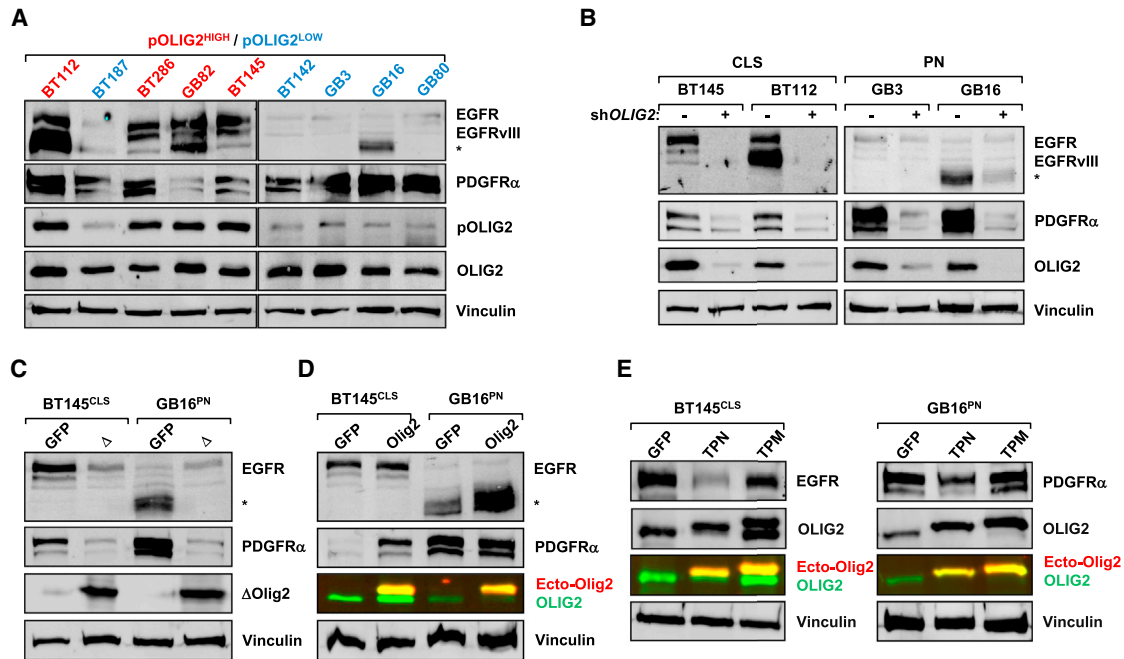 A
pOLIG2HIGH / pOLIG2LOW
BT112 BT187 BT286 GB82 BT145 BT142 GB3 GB16 GB80
EGFR
EGFRvIII
*
PDGFRα
pOLIG2
OLIG2
Vinculin
B
CLS PN
BT145 BT112 GB3 GB16
shOLIG2: - + - + - + - +
EGFR
EGFRvIII
*
PDGFRα
OLIG2
Vinculin
C
BT145CLS GB16PN
GFP Δ GFP Δ
EGFR
*
PDGFRα
ΔOlig2
Vinculin
D
BT145CLS GB16PN
GFP Olig2 GFP Olig2
EGFR
*
PDGFRα
Ecto-Olig2
OLIG2
Vinculin
E
BT145CLS
GFP TPN TPM
EGFR
OLIG2
Ecto-Olig2
OLIG2
Vinculin
GB16PN
GFP TPN TPM
PDGFRα
OLIG2
Ecto-Olig2
OLIG2
Vinculin